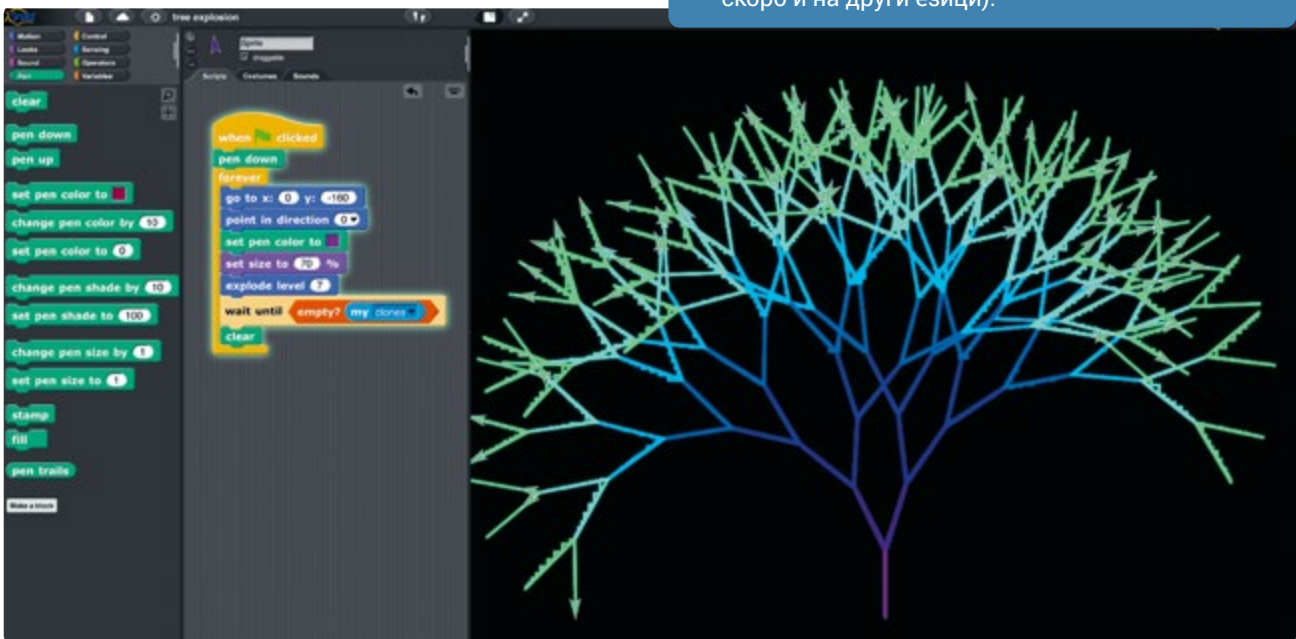 скоро и на други езици).
tree explosion
Motion
Control
Looks
Sensing
Sound
Operators
Pen
Variables
Sprite
draggable
Scripts
Costumes
Sounds
clear
pen down
pen up
set pen color to
change pen color by 10
set pen color to 0
change pen shade by 10
set pen shade to 100
change pen size by 1
set pen size to 1
stamp
fill
pen trails
Make a block
when clicked
pen down
forever
go to x: 0 y: -160
point in direction 0
set pen color to
set size to 70 %
explode level 7
wait until empty? my clones
clear